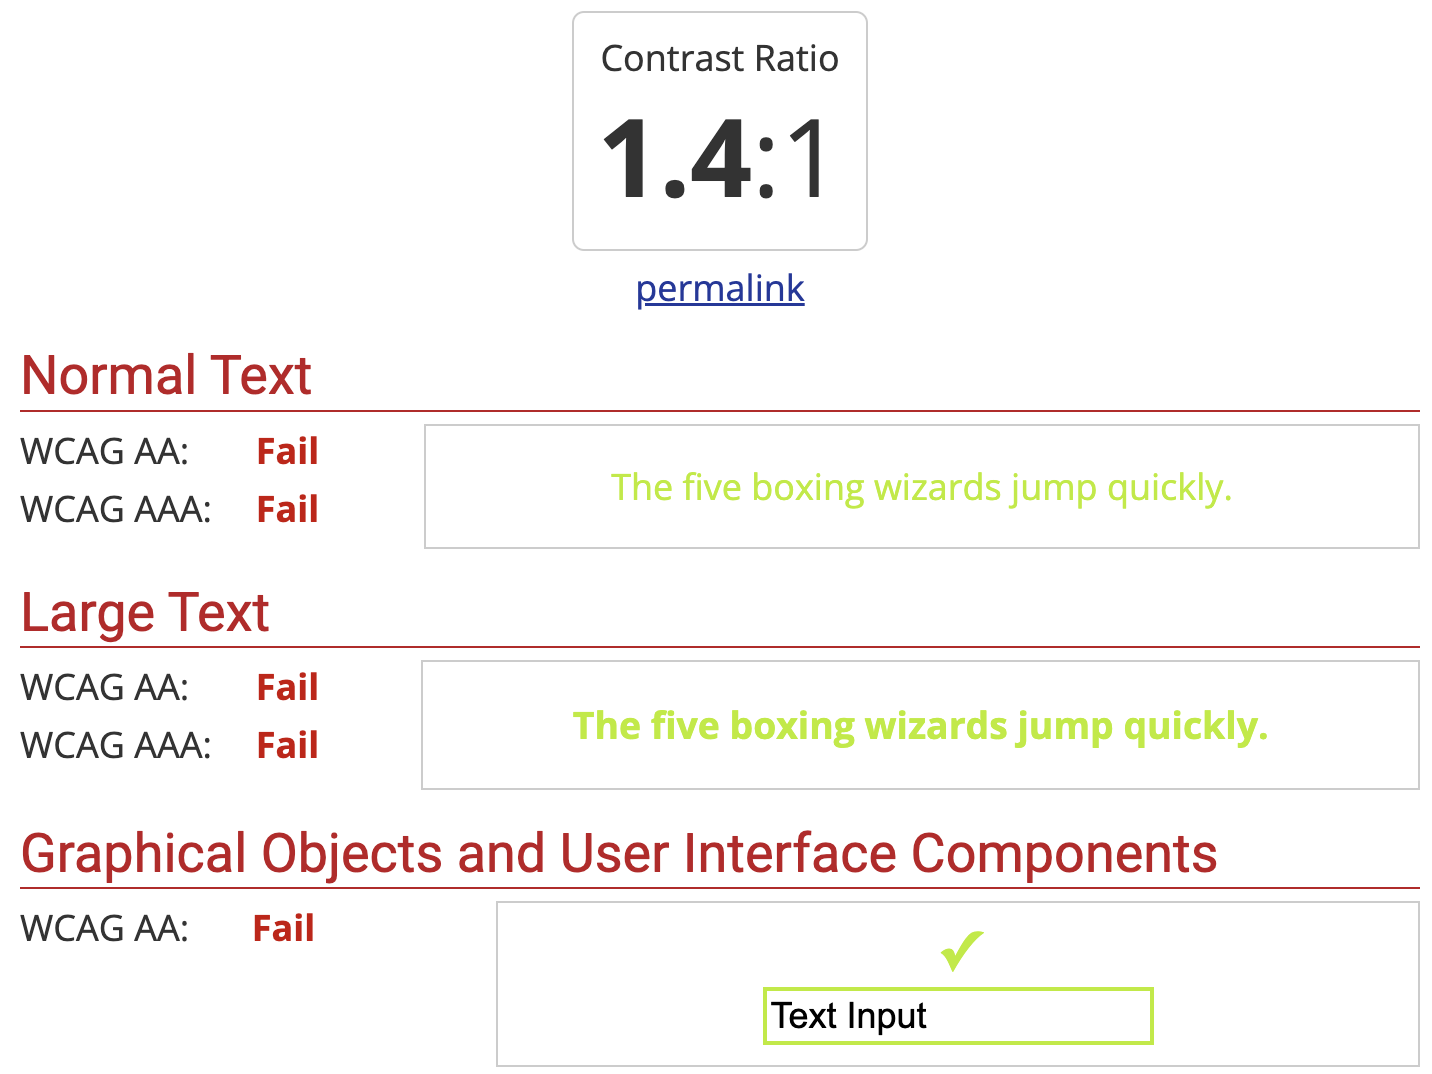 Contrast Ratio
1.4:1
permalink
Normal Text
WCAG AA: Fail
WCAG AAA: Fail
The five boxing wizards jump quickly.
Large Text
WCAG AA: Fail
WCAG AAA: Fail
The five boxing wizards jump quickly.
Graphical Objects and User Interface Components
WCAG AA: Fail
Text Input